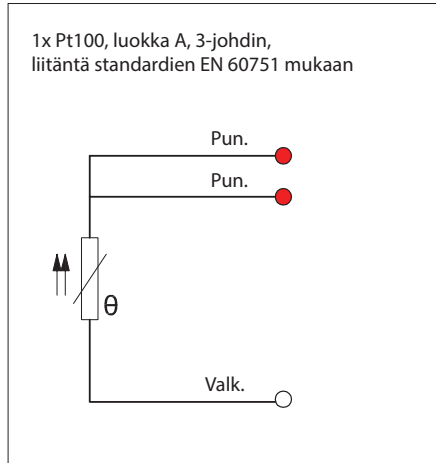 1x Pt100, luokka A, 3-johdin,
liitäntä standardien EN 60751 mukaan
Pun.
Pun.
θ
Valk.